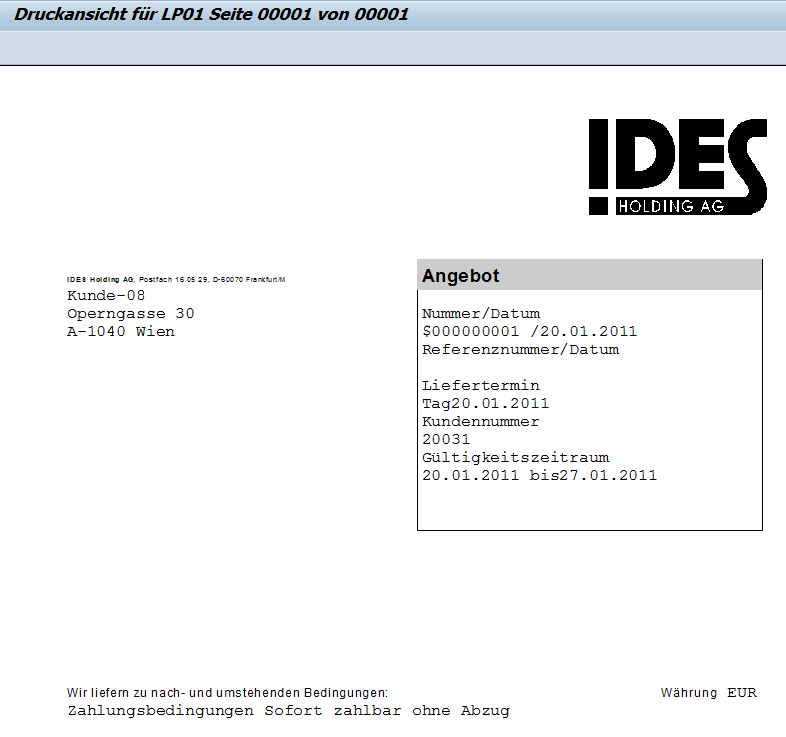 Druckansicht für LP01 Seite 00001 von 00001
IDES
HOLDING AG
IDES Holding AG, Postfach 16 05 29, D-60070 Frankfurt/M
Kunde-08
Operngasse 30
A-1040 Wien
Angebot
Nummer/Datum
$000000001 /20.01.2011
Referenznummer/Datum
Liefertermin
Tag20.01.2011
Kundennummer
20031
Gültigkeitszeitraum
20.01.2011 bis27.01.2011
Wir liefern zu nach- und umstehenden Bedingungen:
Währung EUR
Zahlungsbedingungen Sofort zahlbar ohne Abzug